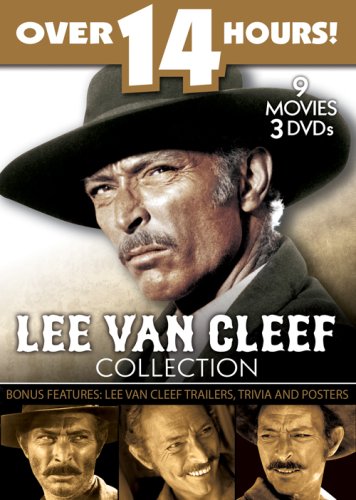 OVER 14 HOURS!
9
MOVIES
3 DVDs
LEE VAN CLEEF
COLLECTION
BONUS FEATURES: LEE VAN CLEEF TRAILERS, TRIVIA AND POSTERS